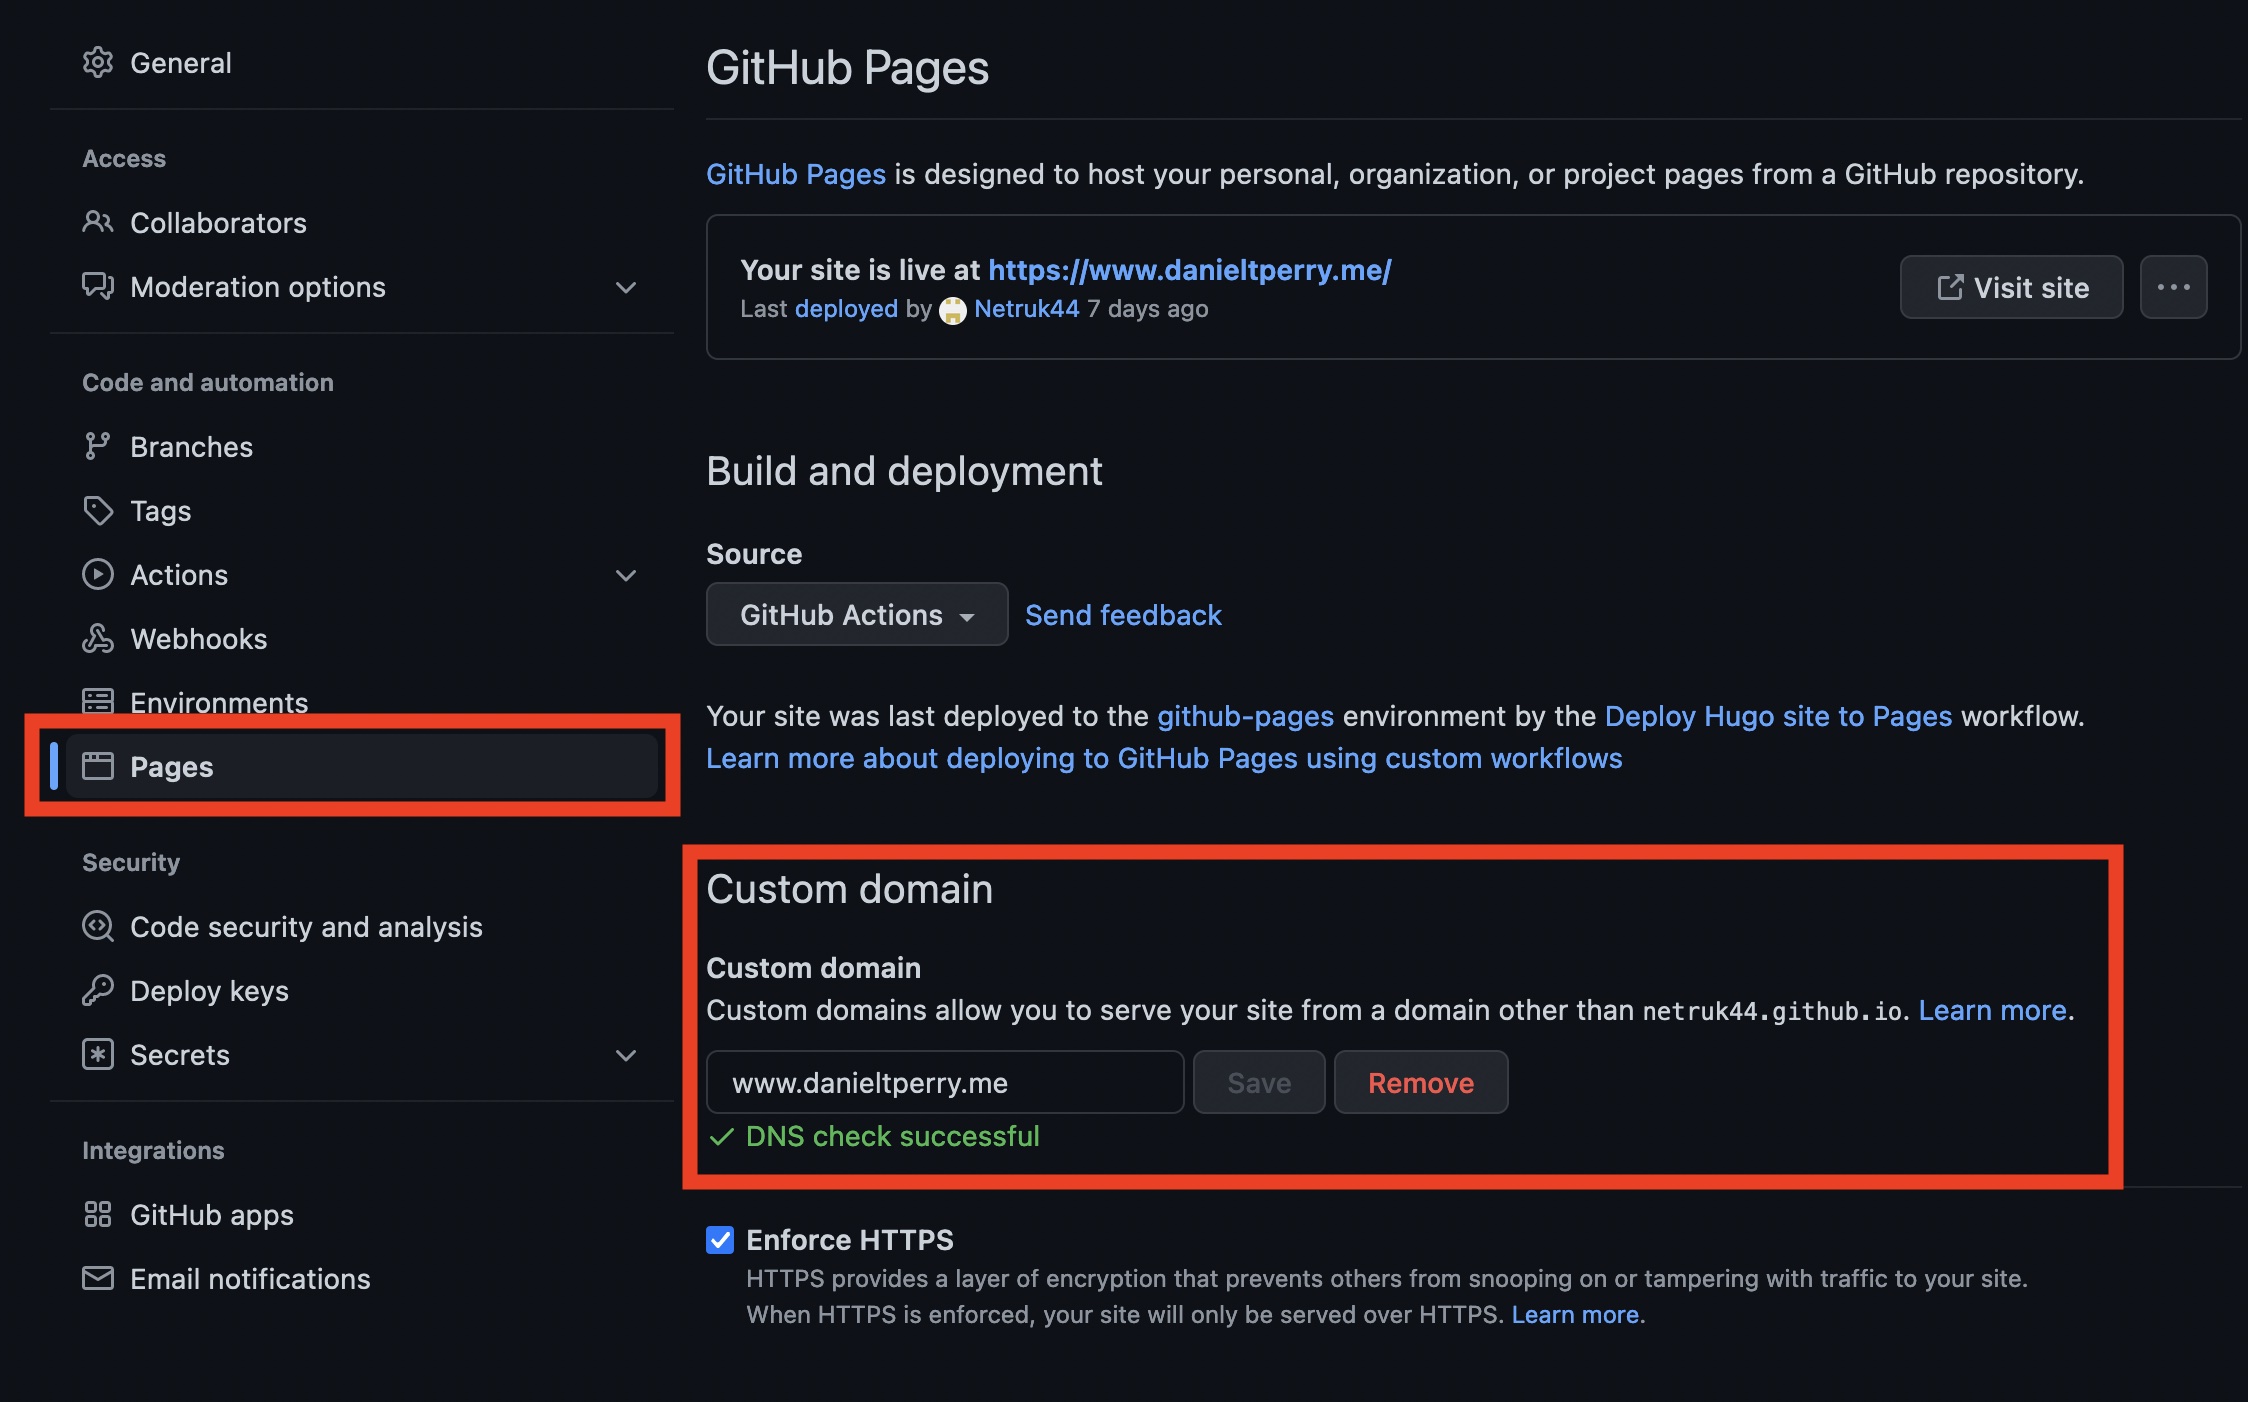 General
Access
Collaborators
Moderation options
Code and automation
Branches
Tags
Actions
Webhooks
Environments
Pages
Security
Code security and analysis
Deploy keys
Secrets
Integrations
GitHub apps
Email notifications
GitHub Pages
GitHub Pages is designed to host your personal, organization, or project pages from a GitHub repository.
Your site is live at https://www.danieltperry.me/
Last deployed by Netruk44 7 days ago
Visit site
Build and deployment
Source
GitHub Actions Send feedback
Your site was last deployed to the github-pages environment by the Deploy Hugo site to Pages workflow.
Learn more about deploying to GitHub Pages using custom workflows
Custom domain
Custom domain
Custom domains allow you to serve your site from a domain other than netruk44.github.io. Learn more.
www.danieltperry.me Save Remove
DNS check successful
Enforce HTTPS
HTTPS provides a layer of encryption that prevents others from snooping on or tampering with traffic to your site.
When HTTPS is enforced, your site will only be served over HTTPS. Learn more.